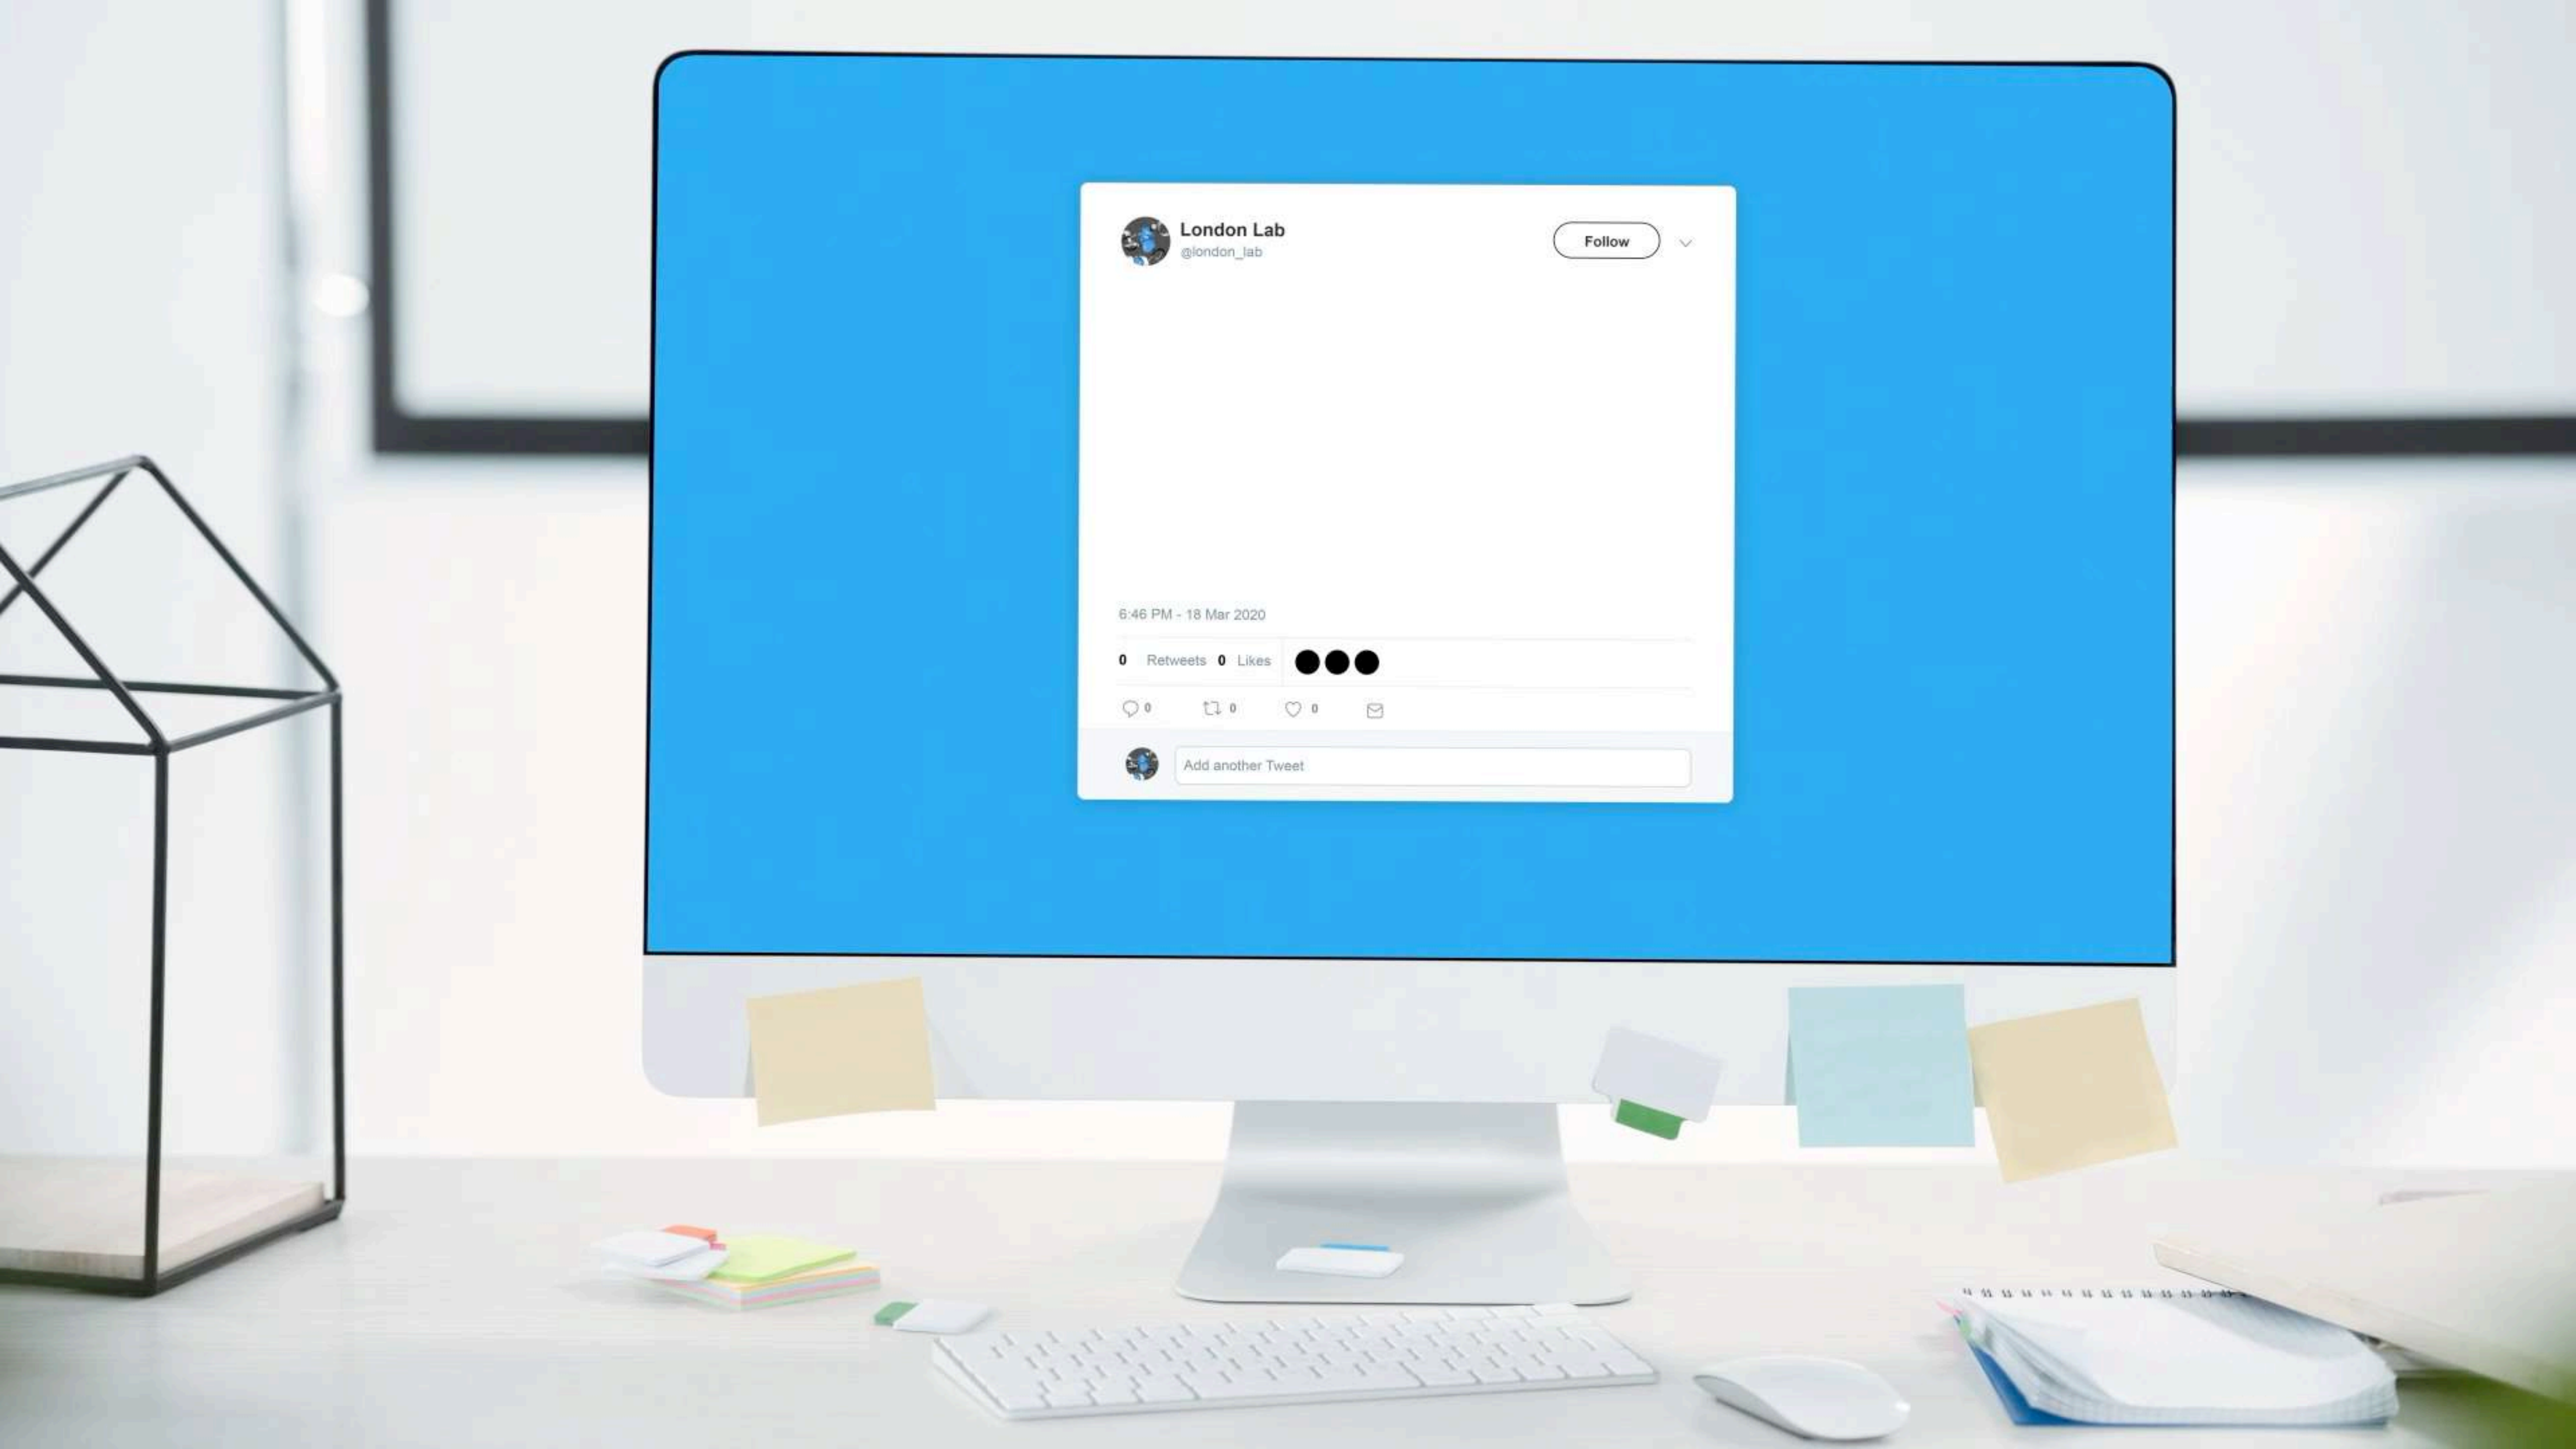 London Lab
@london_lab
Follow
6:46 PM - 18 Mar 2020
0 Retweets 0 Likes
0 0 0
Add another Tweet